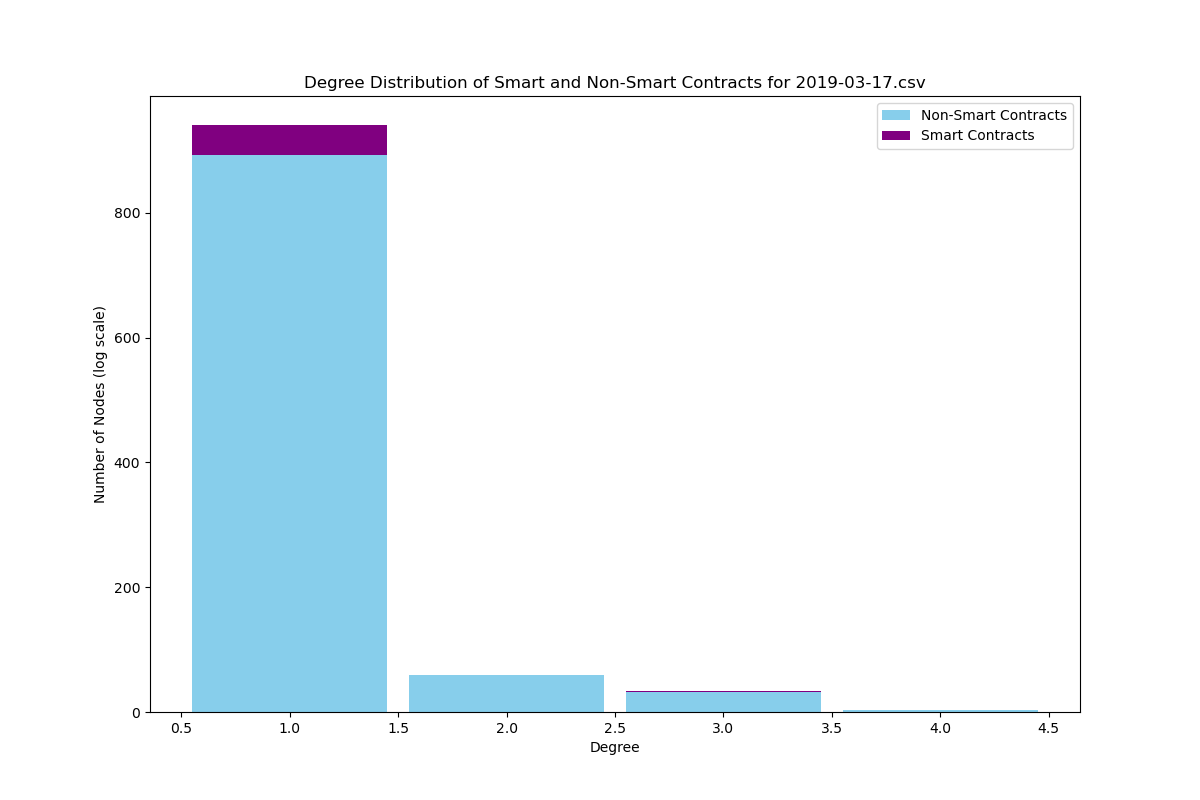 Degree Distribution of Smart and Non-Smart Contracts for 2019-03-17.csv
Non-Smart Contracts
Smart Contracts
Number of Nodes (log scale)
800
600
400
200
0
0.5 1.0 1.5 2.0 2.5 3.0 3.5 4.0 4.5
Degree